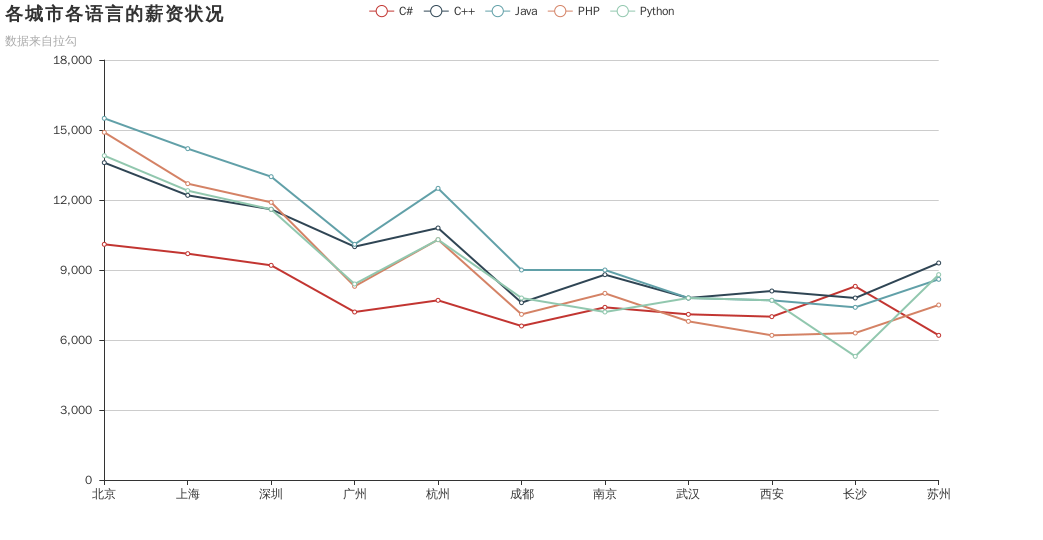 各城市各语言的薪资状况
数据来自拉勾
C# C++ Java PHP Python
18,000
15,000
12,000
9,000
6,000
3,000
0
北京 上海 深圳 广州 杭州 成都 南京 武汉 西安 长沙 苏州